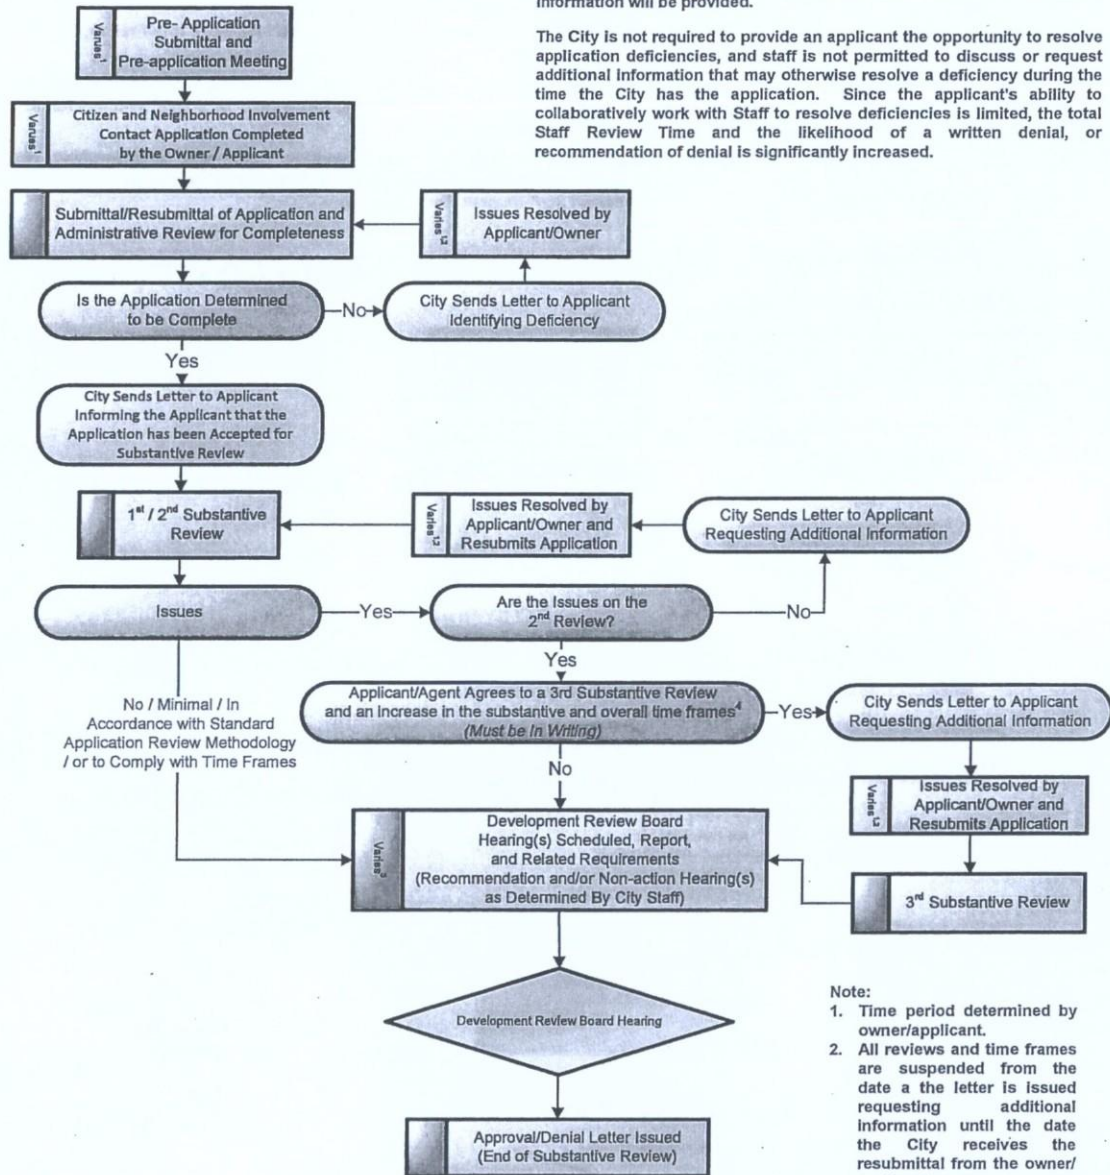 Information will be provided.
The City is not required to provide an applicant the opportunity to resolve
application deficiencies, and staff is not permitted to discuss or request
additional information that may otherwise resolve a deficiency during the
time the City has the application. Since the applicant's ability to
collaboratively work with Staff to resolve deficiencies is limited, the total
Staff Review Time and the likelihood of a written denial, or
recommendation of denial is significantly increased.
Varies¹
Pre- Application
Submittal and
Pre-application Meeting
Varies¹
Citizen and Neighborhood Involvement
Contact Application Completed
by the Owner / Applicant
Submittal/Resubmittal of Application and
Administrative Review for Completeness
Varies¹,²
Issues Resolved by
Applicant/Owner
Is the Application Determined
to be Complete
No
City Sends Letter to Applicant
Identifying Deficiency
Yes
City Sends Letter to Applicant
Informing the Applicant that the
Application has been Accepted for
Substantive Review
1st / 2nd Substantive
Review
Varies¹,²
Issues Resolved by
Applicant/Owner and
Resubmits Application
City Sends Letter to Applicant
Requesting Additional Information
Issues
Yes
Are the Issues on the
2nd Review?
No
Yes
No / Minimal / In
Accordance with Standard
Application Review Methodology
/ or to Comply with Time Frames
Applicant/Agent Agrees to a 3rd Substantive Review
and an increase in the substantive and overall time frames⁴
(Must be In Writing)
Yes
City Sends Letter to Applicant
Requesting Additional Information
No
Varies¹,²
Issues Resolved by
Applicant/Owner and
Resubmits Application
Varies³
Development Review Board
Hearing(s) Scheduled, Report,
and Related Requirements
(Recommendation and/or Non-action Hearing(s)
as Determined By City Staff)
3rd Substantive Review
Development Review Board Hearing
Approval/Denial Letter Issued
(End of Substantive Review)
Note:
1. Time period determined by
owner/applicant.
2. All reviews and time frames
are suspended from the
date a the letter is issued
requesting additional
information until the date
the City receives the
resubmittal from the owner/